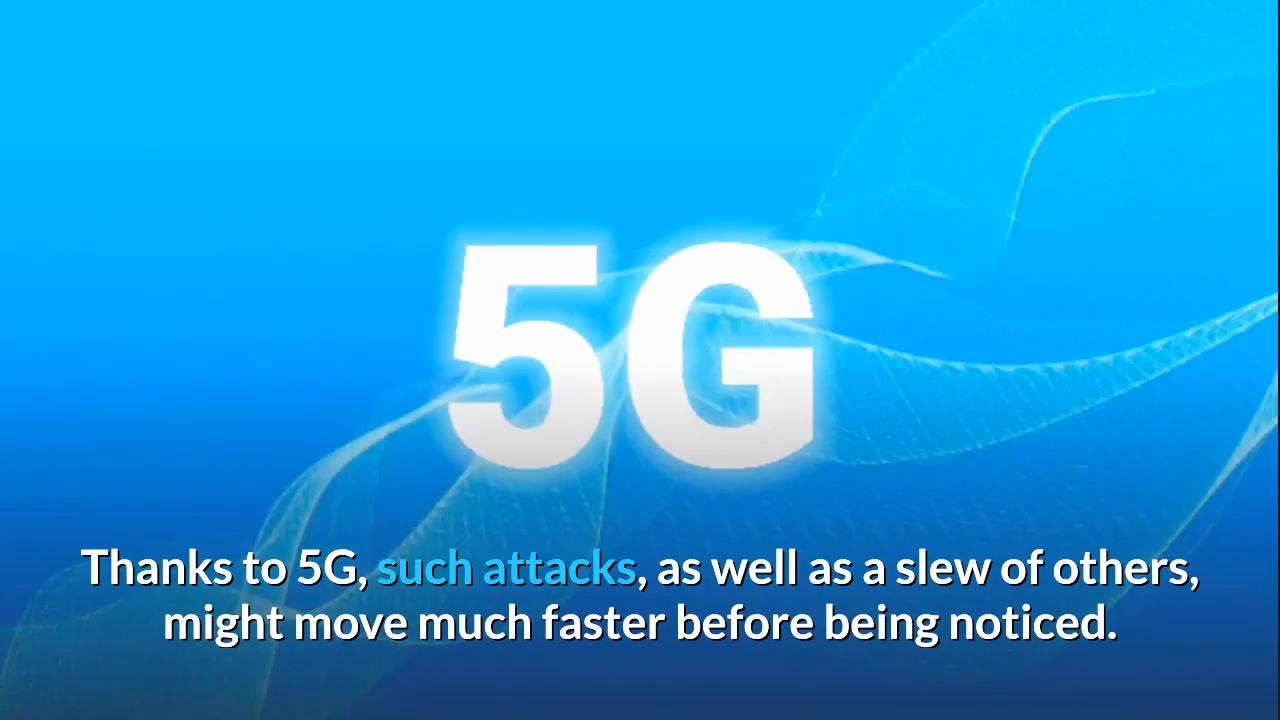 5G
Thanks to 5G, such attacks, as well as a slew of others,
might move much faster before being noticed.